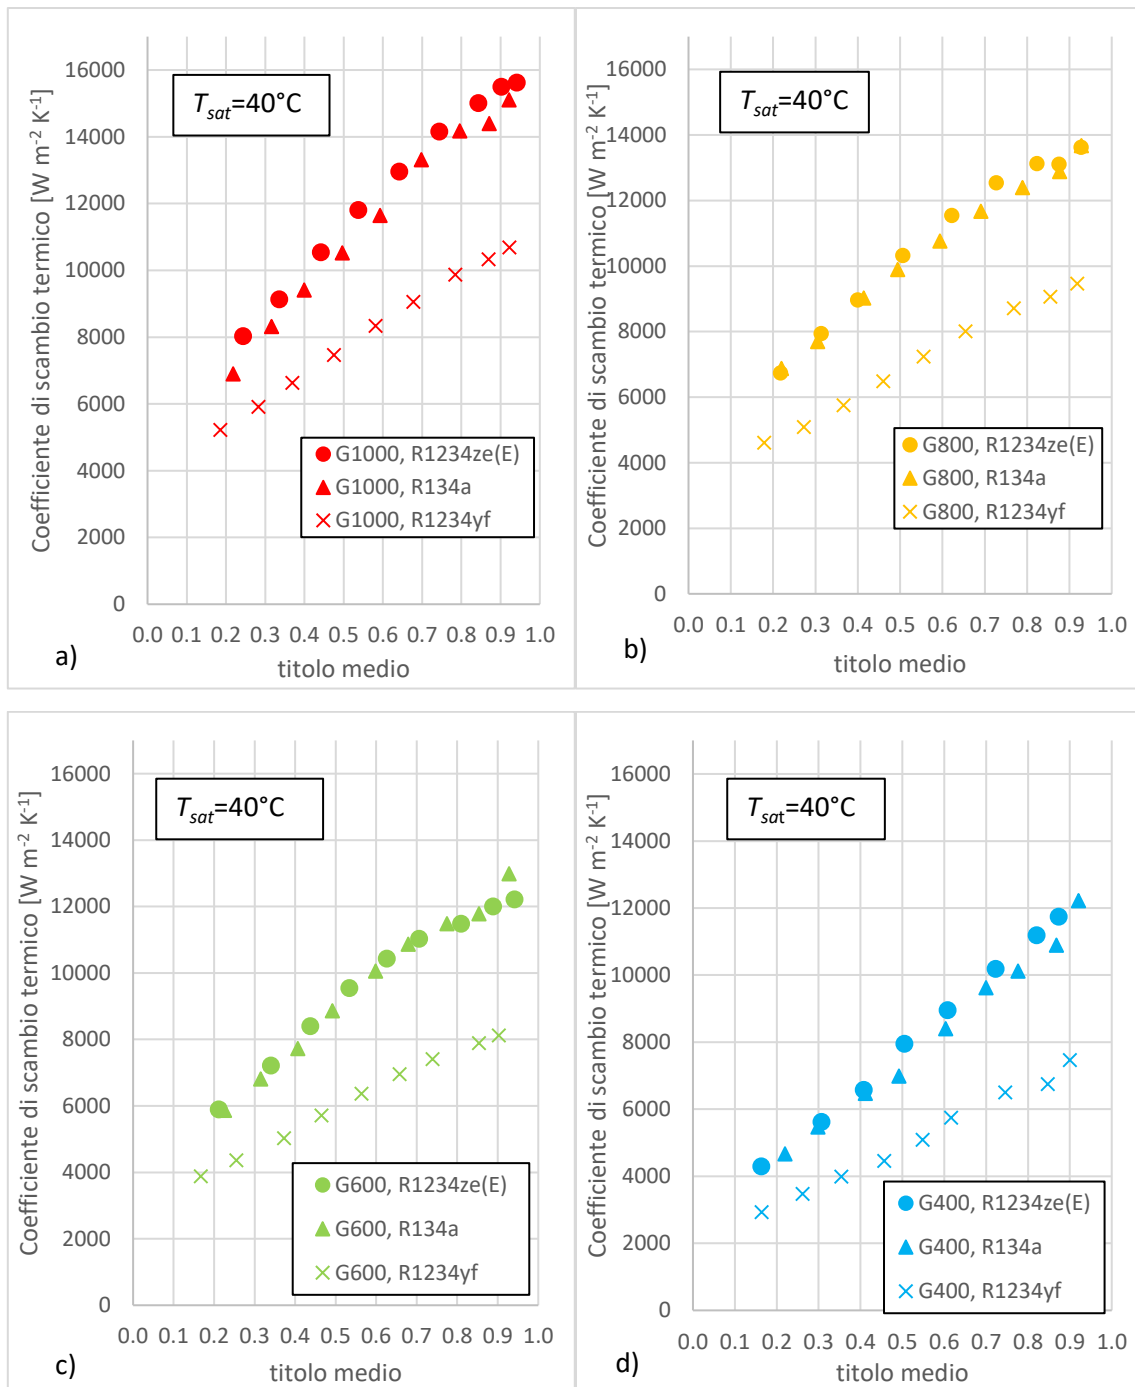 Coefficiente di scambio termico [W m⁻² K⁻¹]
16000
14000
12000
10000
8000
6000
4000
2000
0
T_sat=40°C
G1000, R1234ze(E)
G1000, R134a
G1000, R1234yf
0.0 0.1 0.2 0.3 0.4 0.5 0.6 0.7 0.8 0.9 1.0
a)
titolo medio
Coefficiente di scambio termico [W m⁻² K⁻¹]
16000
14000
12000
10000
8000
6000
4000
2000
0
T_sat=40°C
G800, R1234ze(E)
G800, R134a
G800, R1234yf
0.0 0.1 0.2 0.3 0.4 0.5 0.6 0.7 0.8 0.9 1.0
b)
titolo medio
Coefficiente di scambio termico [W m⁻² K⁻¹]
16000
14000
12000
10000
8000
6000
4000
2000
0
T_sat=40°C
G600, R1234ze(E)
G600, R134a
G600, R1234yf
0.0 0.1 0.2 0.3 0.4 0.5 0.6 0.7 0.8 0.9 1.0
c)
titolo medio
Coefficiente di scambio termico [W m⁻² K⁻¹]
16000
14000
12000
10000
8000
6000
4000
2000
0
T_sat=40°C
G400, R1234ze(E)
G400, R134a
G400, R1234yf
0.0 0.1 0.2 0.3 0.4 0.5 0.6 0.7 0.8 0.9 1.0
d)
titolo medio